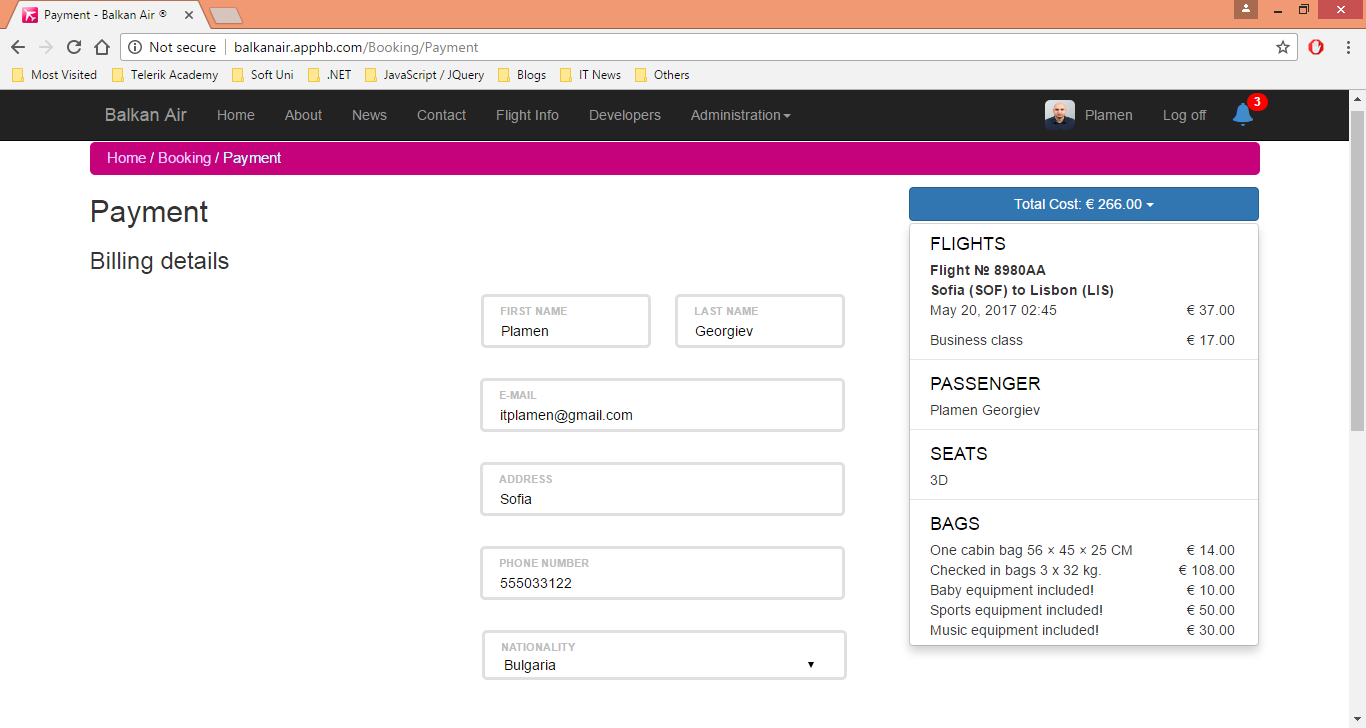 Payment - Balkan Air ®
Not secure | balkanair.apphb.com/Booking/Payment
Most Visited Telerik Academy Soft Uni .NET JavaScript / JQuery Blogs IT News Others
Balkan Air Home About News Contact Flight Info Developers Administration Plamen Log off 3
Home / Booking / Payment
Payment
Billing details
FIRST NAME
Plamen
LAST NAME
Georgiev
E-MAIL
itplamen@gmail.com
ADDRESS
Sofia
PHONE NUMBER
555033122
NATIONALITY
Bulgaria
Total Cost: € 266.00
FLIGHTS
Flight № 8980AA
Sofia (SOF) to Lisbon (LIS)
May 20, 2017 02:45 € 37.00
Business class € 17.00
PASSENGER
Plamen Georgiev
SEATS
3D
BAGS
One cabin bag 56 × 45 × 25 CM € 14.00
Checked in bags 3 x 32 kg. € 108.00
Baby equipment included! € 10.00
Sports equipment included! € 50.00
Music equipment included! € 30.00